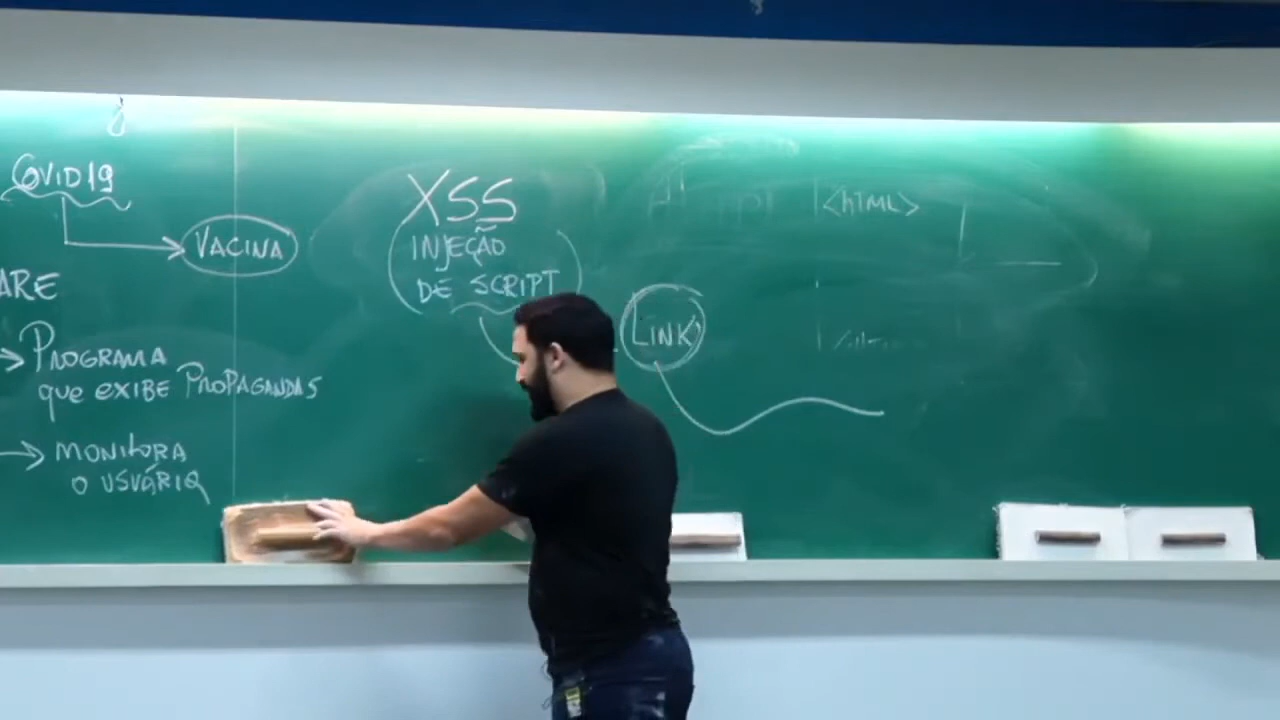 COVID19
VACINA
ARE
PROGRAMA
que EXIBE PROPAGANDAS
MONITORA
O USUÁRIO
XSS
INJEÇÃO
DE SCRIPT
LINK
<HTML>